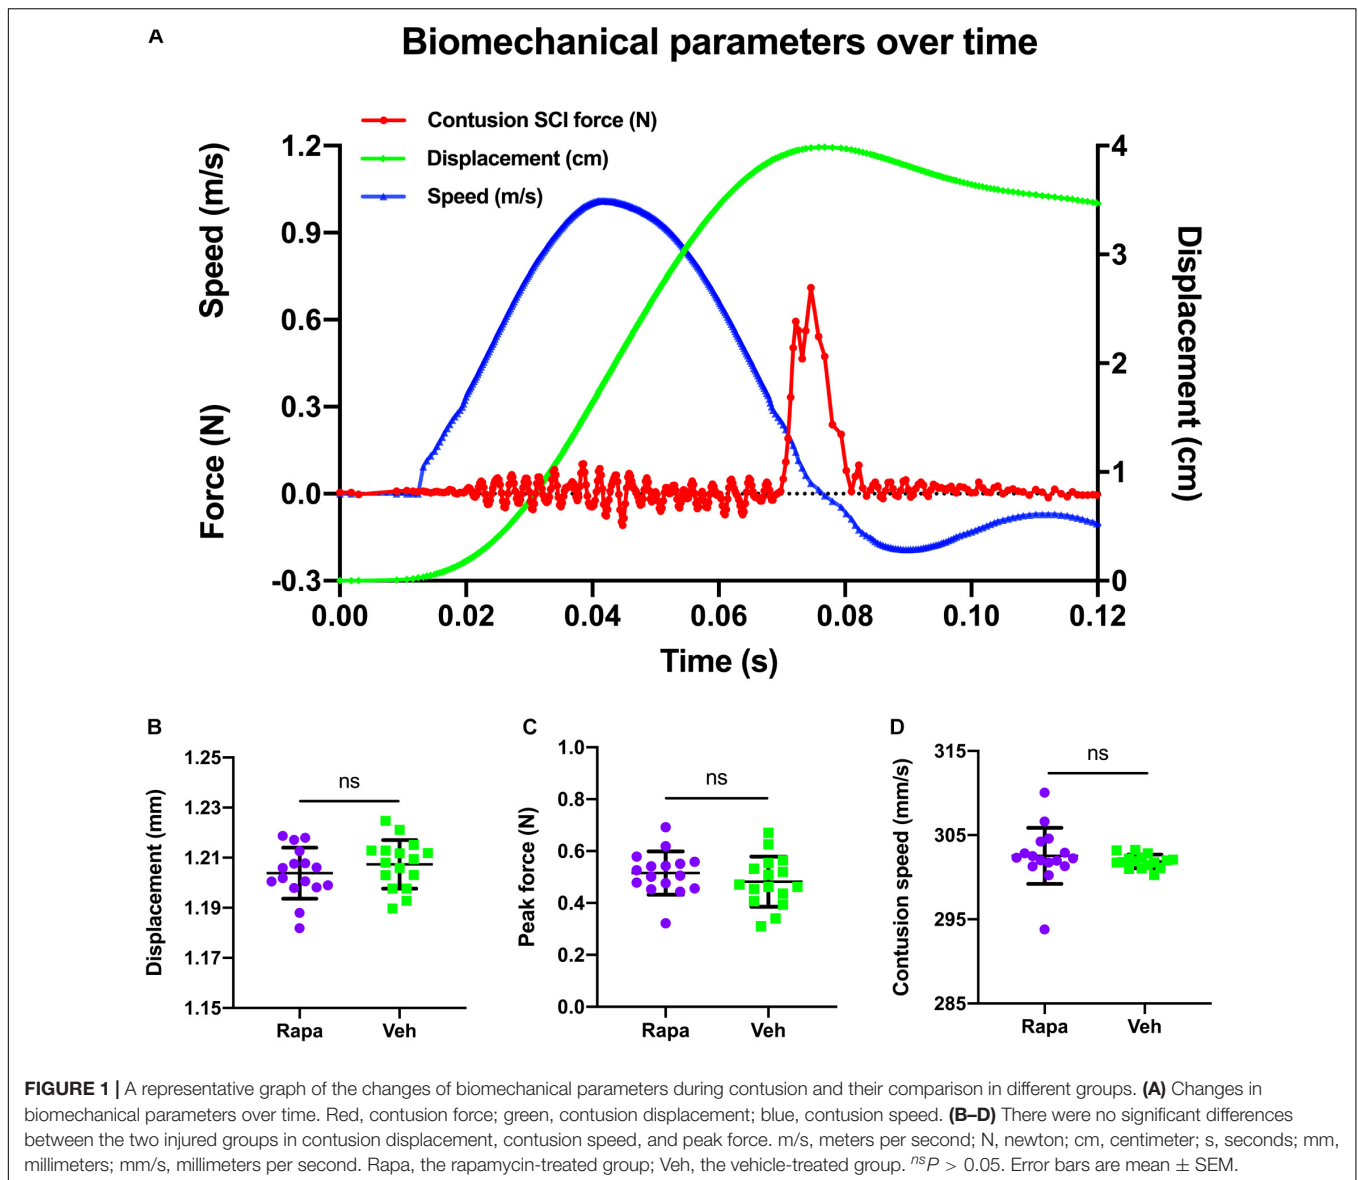 A
Biomechanical parameters over time
Contusion SCI force (N)
Displacement (cm)
Speed (m/s)
Speed (m/s)
Force (N)
1.2
0.9
0.6
0.3
0.0
-0.3
4
3
2
1
0
Displacement (cm)
0.00 0.02 0.04 0.06 0.08 0.10 0.12
Time (s)
B
Displacement (mm)
1.25
1.23
1.21
1.19
1.17
1.15
ns
Rapa Veh
C
Peak force (N)
1.0
0.8
0.6
0.4
0.2
0.0
ns
Rapa Veh
D
Contusion speed (mm/s)
315
305
295
285
ns
Rapa Veh
FIGURE 1 | A representative graph of the changes of biomechanical parameters during contusion and their comparison in different groups. (A) Changes in
biomechanical parameters over time. Red, contusion force; green, contusion displacement; blue, contusion speed. (B–D) There were no significant differences
between the two injured groups in contusion displacement, contusion speed, and peak force. m/s, meters per second; N, newton; cm, centimeter; s, seconds; mm,
millimeters; mm/s, millimeters per second. Rapa, the rapamycin-treated group; Veh, the vehicle-treated group. nsP > 0.05. Error bars are mean ± SEM.